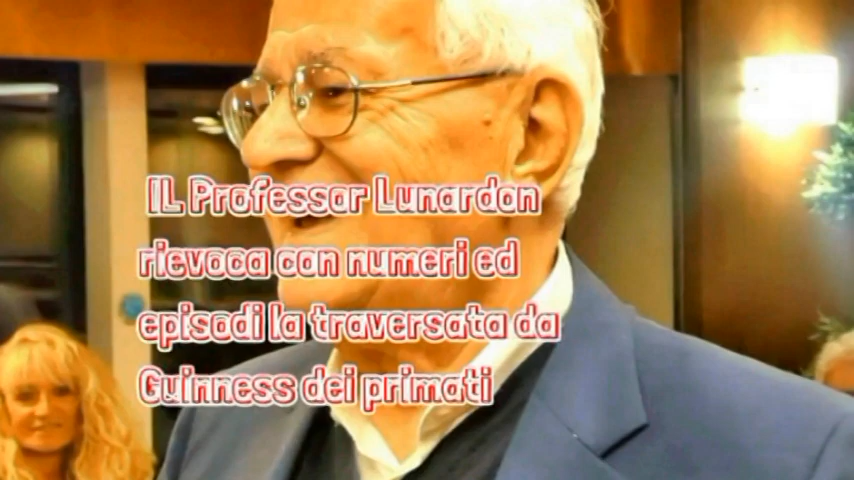 IL Professor Lunardon
rievoca con numeri ed
episodi la traversata da
Guinness dei primati